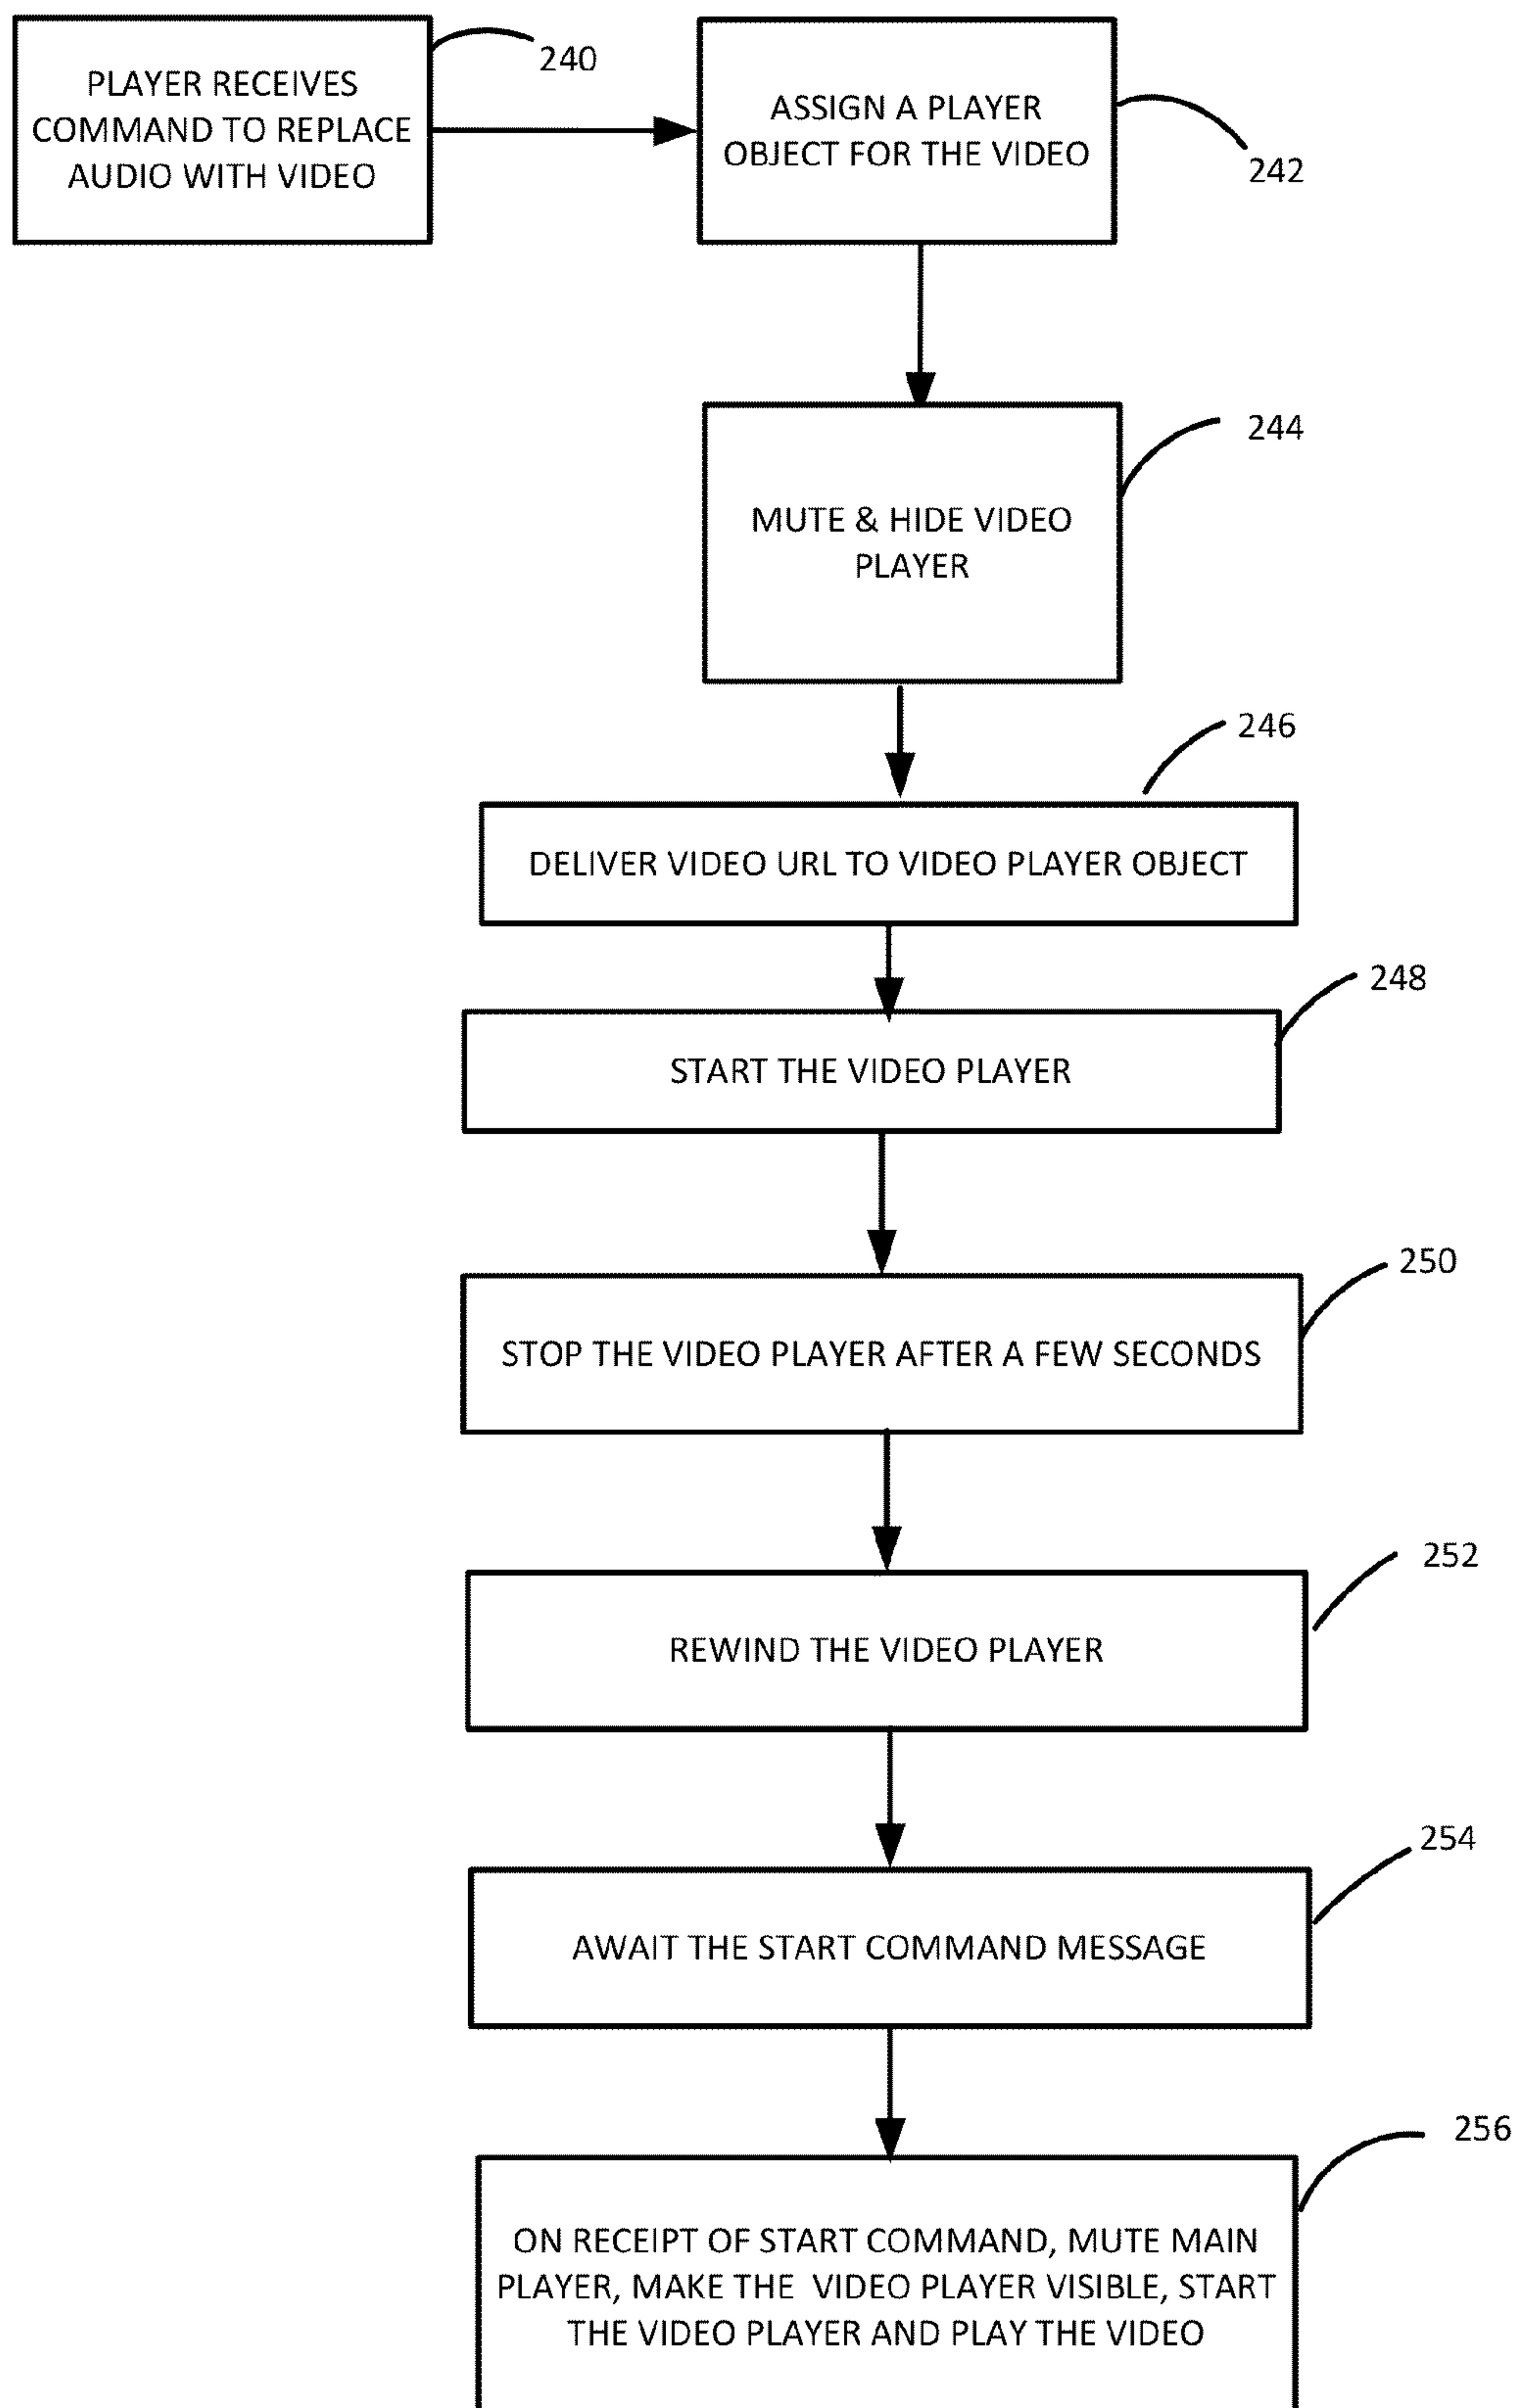 PLAYER RECEIVES
COMMAND TO REPLACE
AUDIO WITH VIDEO
240
ASSIGN A PLAYER
OBJECT FOR THE VIDEO
242
MUTE & HIDE VIDEO
PLAYER
244
246
DELIVER VIDEO URL TO VIDEO PLAYER OBJECT
248
START THE VIDEO PLAYER
250
STOP THE VIDEO PLAYER AFTER A FEW SECONDS
252
REWIND THE VIDEO PLAYER
254
AWAIT THE START COMMAND MESSAGE
256
ON RECEIPT OF START COMMAND, MUTE MAIN
PLAYER, MAKE THE VIDEO PLAYER VISIBLE, START
THE VIDEO PLAYER AND PLAY THE VIDEO